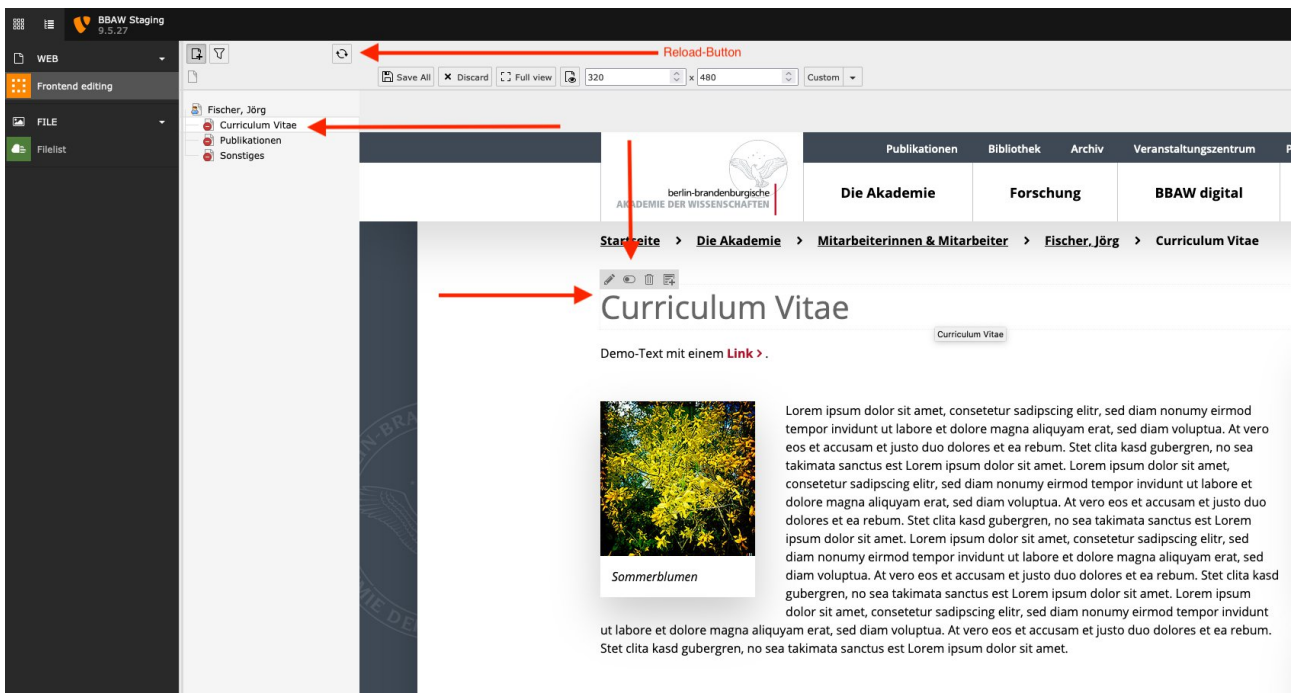 BBAW Staging
9.5.27
WEB
Frontend editing
FILE
Filelist
Reload-Button
Save All
Discard
Full view
320
x
480
Custom
Fischer, Jörg
Curriculum Vitae
Publikationen
Sonstiges
Publikationen Bibliothek Archiv Veranstaltungszentrum P
berlin-brandenburgische
AKADEMIE DER WISSENSCHAFTEN
Die Akademie Forschung BBAW digital
Startseite > Die Akademie > Mitarbeiterinnen & Mitarbeiter > Fischer, Jörg > Curriculum Vitae
Curriculum Vitae
Curriculum Vitae
Demo-Text mit einem Link > .
Lorem ipsum dolor sit amet, consetetur sadipscing elitr, sed diam nonumy eirmod
tempor invidunt ut labore et dolore magna aliquyam erat, sed diam voluptua. At vero
eos et accusam et justo duo dolores et ea rebum. Stet clita kasd gubergren, no sea
takimata sanctus est Lorem ipsum dolor sit amet. Lorem ipsum dolor sit amet,
consetetur sadipscing elitr, sed diam nonumy eirmod tempor invidunt ut labore et
dolore magna aliquyam erat, sed diam voluptua. At vero eos et accusam et justo duo
dolores et ea rebum. Stet clita kasd gubergren, no sea takimata sanctus est Lorem
ipsum dolor sit amet. Lorem ipsum dolor sit amet, consetetur sadipscing elitr, sed
diam nonumy eirmod tempor invidunt ut labore et dolore magna aliquyam erat, sed
diam voluptua. At vero eos et accusam et justo duo dolores et ea rebum. Stet clita kasd
gubergren, no sea takimata sanctus est Lorem ipsum dolor sit amet. Lorem ipsum
dolor sit amet, consetetur sadipscing elitr, sed diam nonumy eirmod tempor invidunt
ut labore et dolore magna aliquyam erat, sed diam voluptua. At vero eos et accusam et justo duo dolores et ea rebum.
Stet clita kasd gubergren, no sea takimata sanctus est Lorem ipsum dolor sit amet.
Sommerblumen